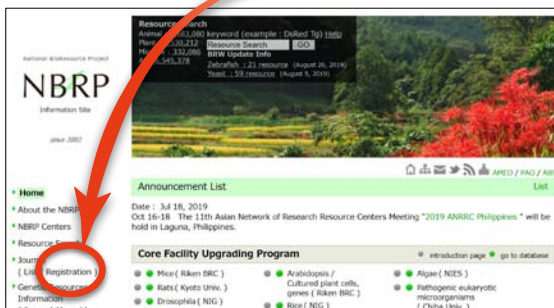 Resource Search
keyword (example : DsRed Tg) Help
Resource Search GO
BRW Update Info
Zebrafish : 21 resource (August 26, 2019)
Yeast : 59 resource (August 5, 2019)
National BioResource Project
NBRP
Information Site
since 2002
AMED / FAQ /
Announcement List List
Date : Jul 18, 2019
Oct 16-18 The 11th Asian Network of Research Resource Centers Meeting "2019 ANRRC Philippines " will be
hold in Laguna, Philippines.
Home
About the NBRP
NBRP Centers
Resource
( List Registration )
Genetic Resources
Information
Core Facility Upgrading Program introduction page go to database
Mice ( Riken BRC )
Rats ( Kyoto Univ. )
Drosophila ( NIG )
Arabidopsis /
Cultured plant cells,
genes ( Riken BRC )
Rice ( NIG )
Algae ( NIES )
Pathogenic eukaryotic
microorganisms
( Chiba Univ. )